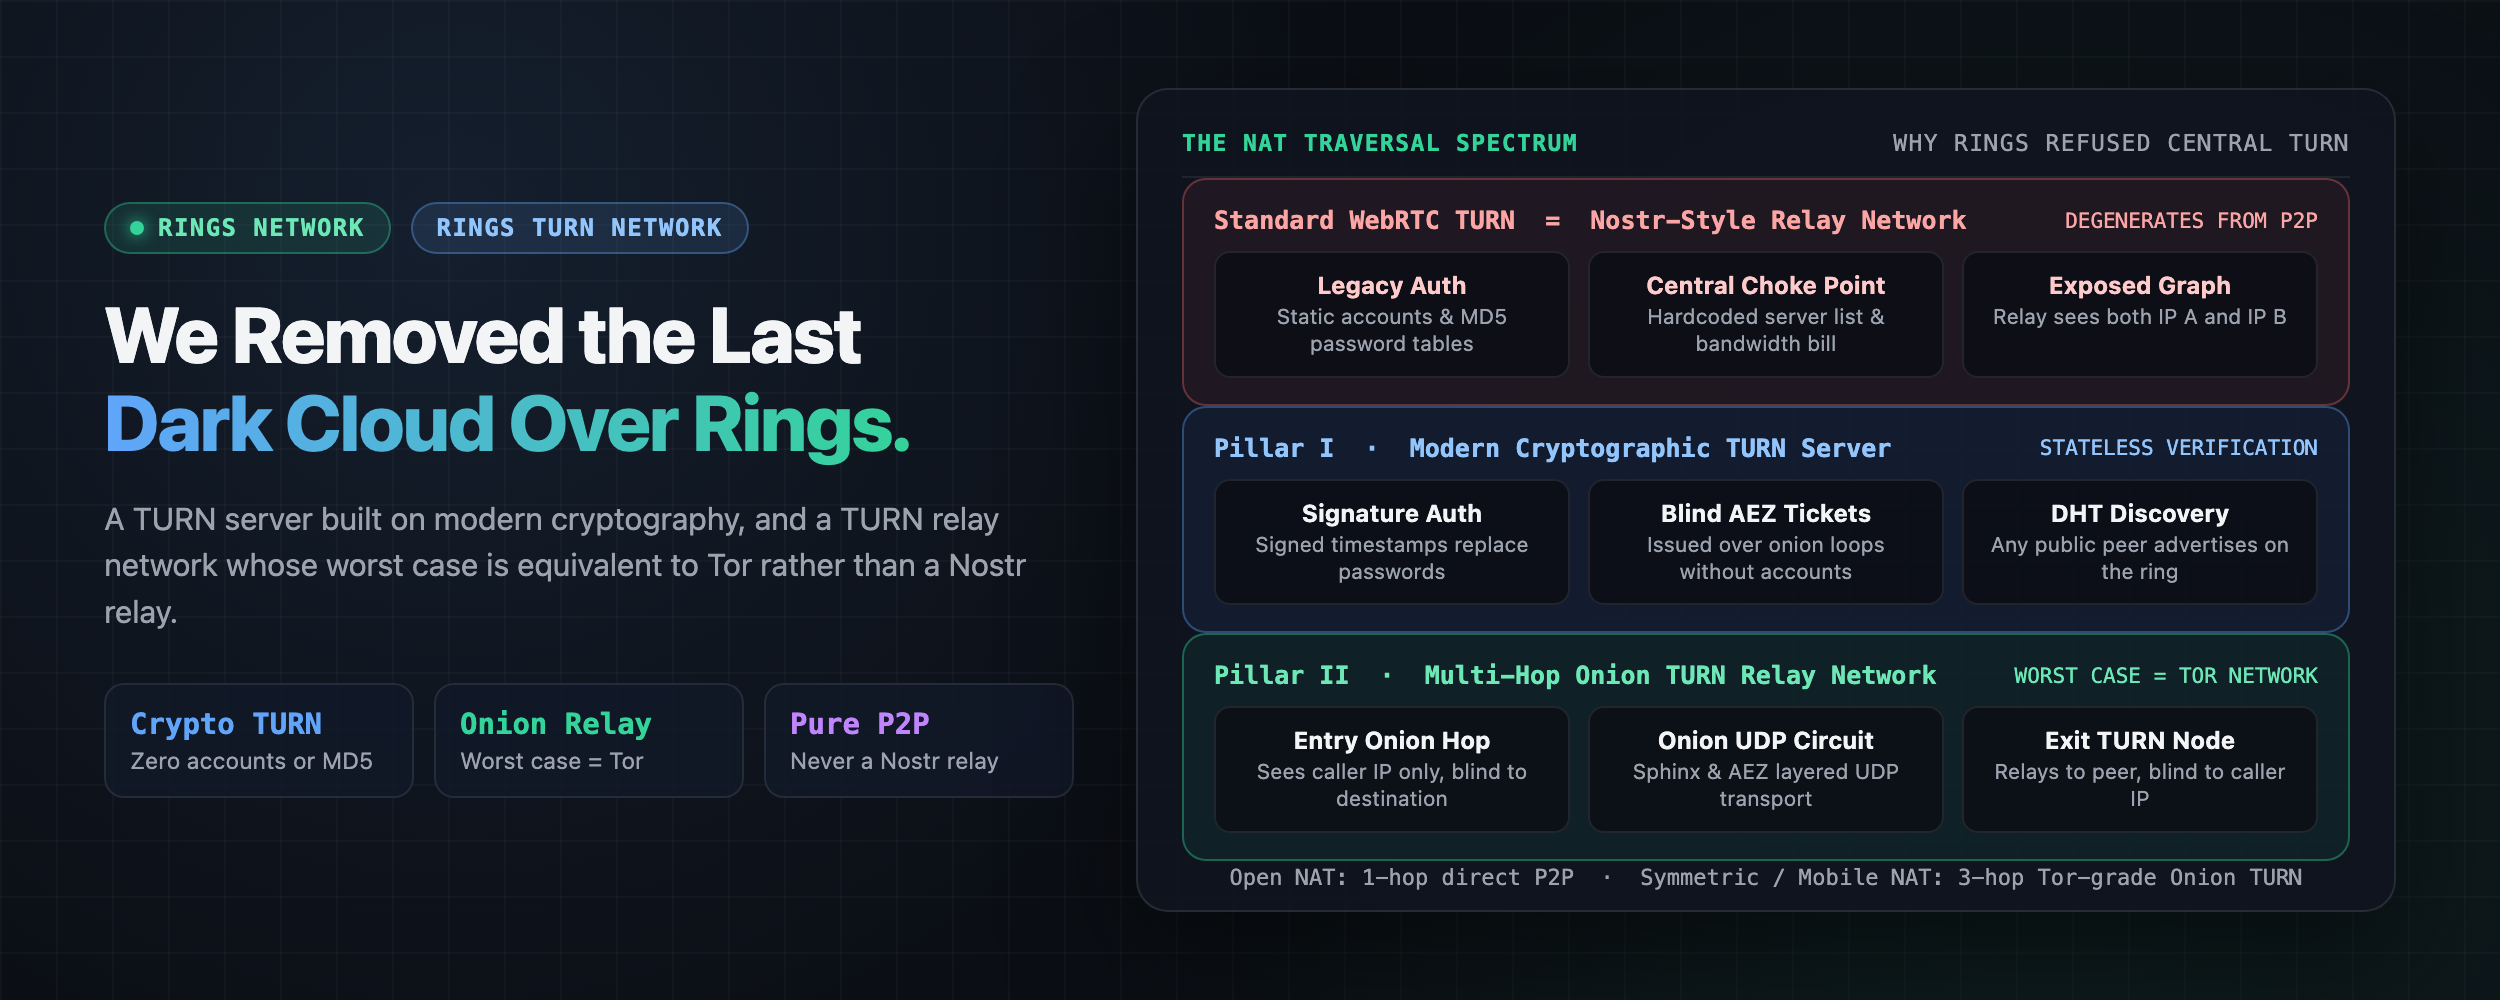 RINGS NETWORK
RINGS TURN NETWORK
We Removed the Last
Dark Cloud Over Rings.
A TURN server built on modern cryptography, and a TURN relay
network whose worst case is equivalent to Tor rather than a Nostr
relay.
Crypto TURN
Zero accounts or MD5
Onion Relay
Worst case = Tor
Pure P2P
Never a Nostr relay
THE NAT TRAVERSAL SPECTRUM
WHY RINGS REFUSED CENTRAL TURN
Standard WebRTC TURN = Nostr–Style Relay Network
DEGENERATES FROM P2P
Legacy Auth
Static accounts & MD5
password tables
Central Choke Point
Hardcoded server list &
bandwidth bill
Exposed Graph
Relay sees both IP A and IP B
Pillar I · Modern Cryptographic TURN Server
STATELESS VERIFICATION
Signature Auth
Signed timestamps replace
passwords
Blind AEZ Tickets
Issued over onion loops
without accounts
DHT Discovery
Any public peer advertises on
the ring
Pillar II · Multi–Hop Onion TURN Relay Network
WORST CASE = TOR NETWORK
Entry Onion Hop
Sees caller IP only, blind to
destination
Onion UDP Circuit
Sphinx & AEZ layered UDP
transport
Exit TURN Node
Relays to peer, blind to caller
IP
Open NAT: 1–hop direct P2P · Symmetric / Mobile NAT: 3–hop Tor–grade Onion TURN